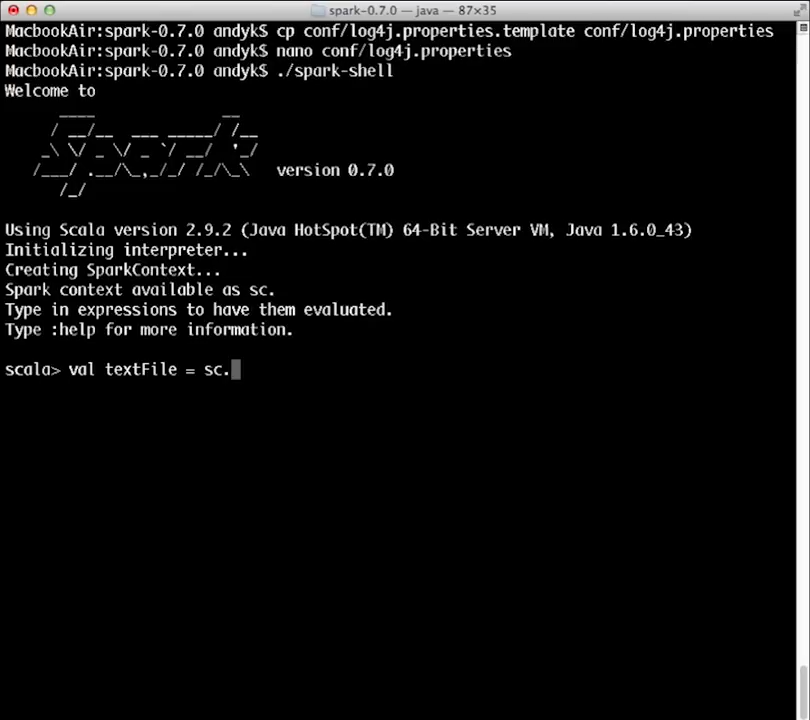 spark-0.7.0 — java — 87×35
MacbookAir:spark-0.7.0 andyk$ cp conf/log4j.properties.template conf/log4j.properties
MacbookAir:spark-0.7.0 andyk$ nano conf/log4j.properties
MacbookAir:spark-0.7.0 andyk$ ./spark-shell
Welcome to
Spark version 0.7.0
Using Scala version 2.9.2 (Java HotSpot(TM) 64-Bit Server VM, Java 1.6.0_43)
Initializing interpreter...
Creating SparkContext...
Spark context available as sc.
Type in expressions to have them evaluated.
Type :help for more information.
scala> val textFile = sc.